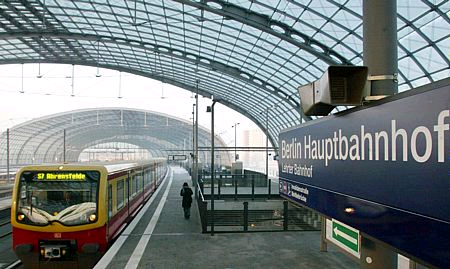 S7 Ahrensfelde
Berlin Hauptbahnhof
Lehrter Bahnhof